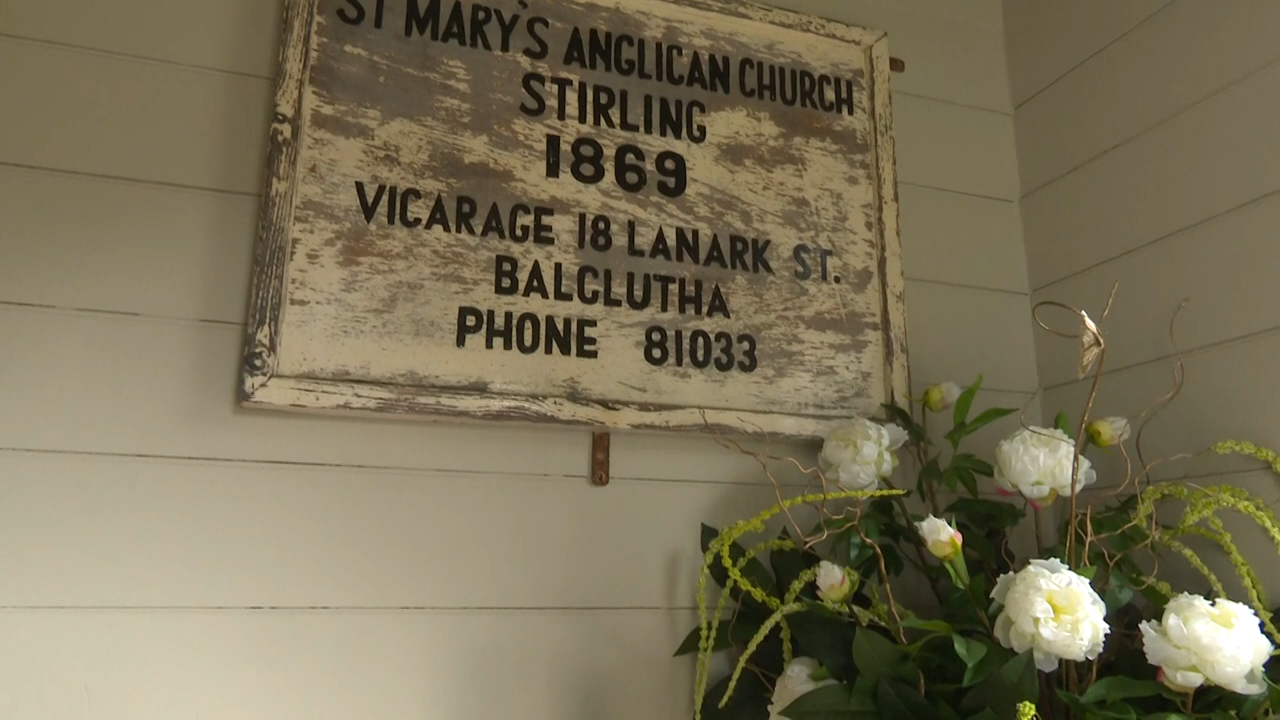 ST MARY'S ANGLICAN CHURCH
STIRLING
1869
VICARAGE 18 LANARK ST.
BALCLUTHA
PHONE 81033